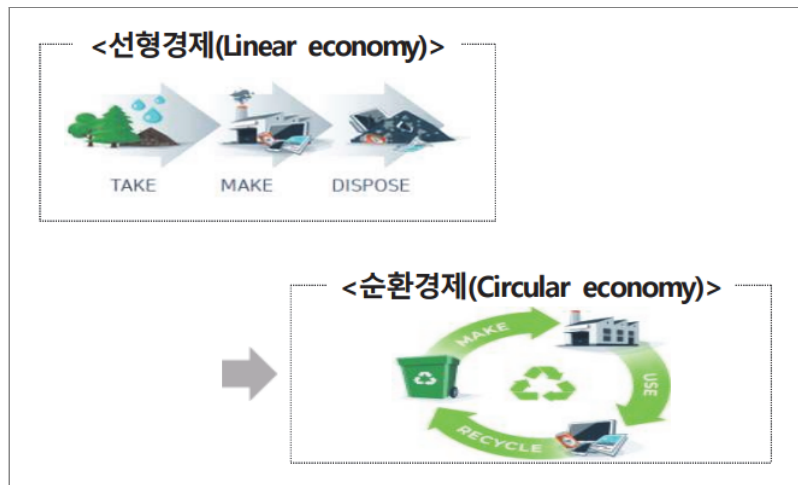 <선형경제(Linear economy)>
TAKE MAKE DISPOSE
<순환경제(Circular economy)>
MAKE
USE
RECYCLE